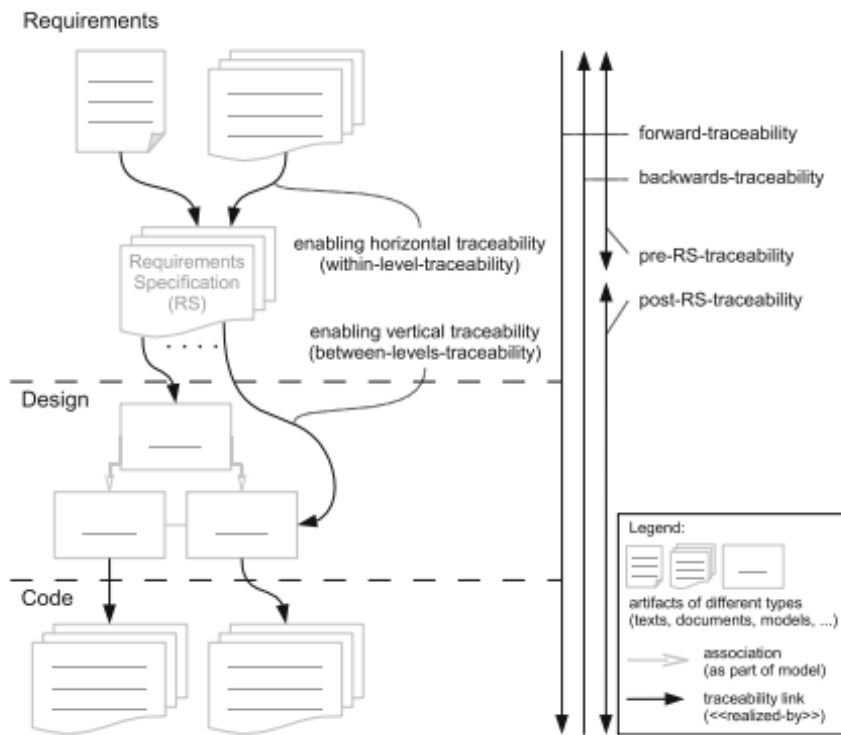 Requirements
forward-traceability
backwards-traceability
enabling horizontal traceability
(within-level-traceability)
pre-RS-traceability
Requirements
Specification
(RS)
post-RS-traceability
enabling vertical traceability
(between-levels-traceability)
. . . . .
Design
Legend:
artifacts of different types
(texts, documents, models, ...)
Code
association
(as part of model)
traceability link
(<<realized-by>>)